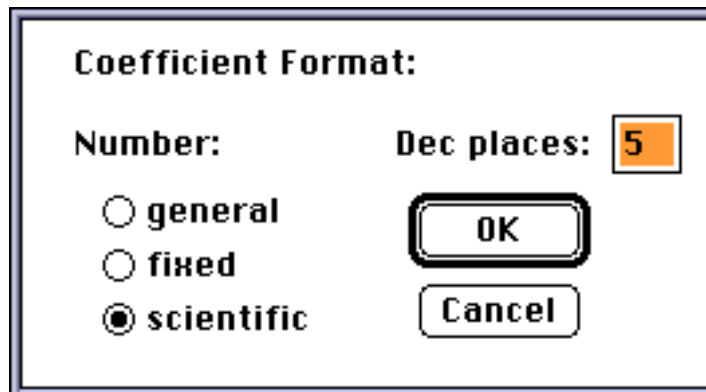 Coefficient Format:
Number:
Dec places: 5
general
fixed
scientific
OK
Cancel